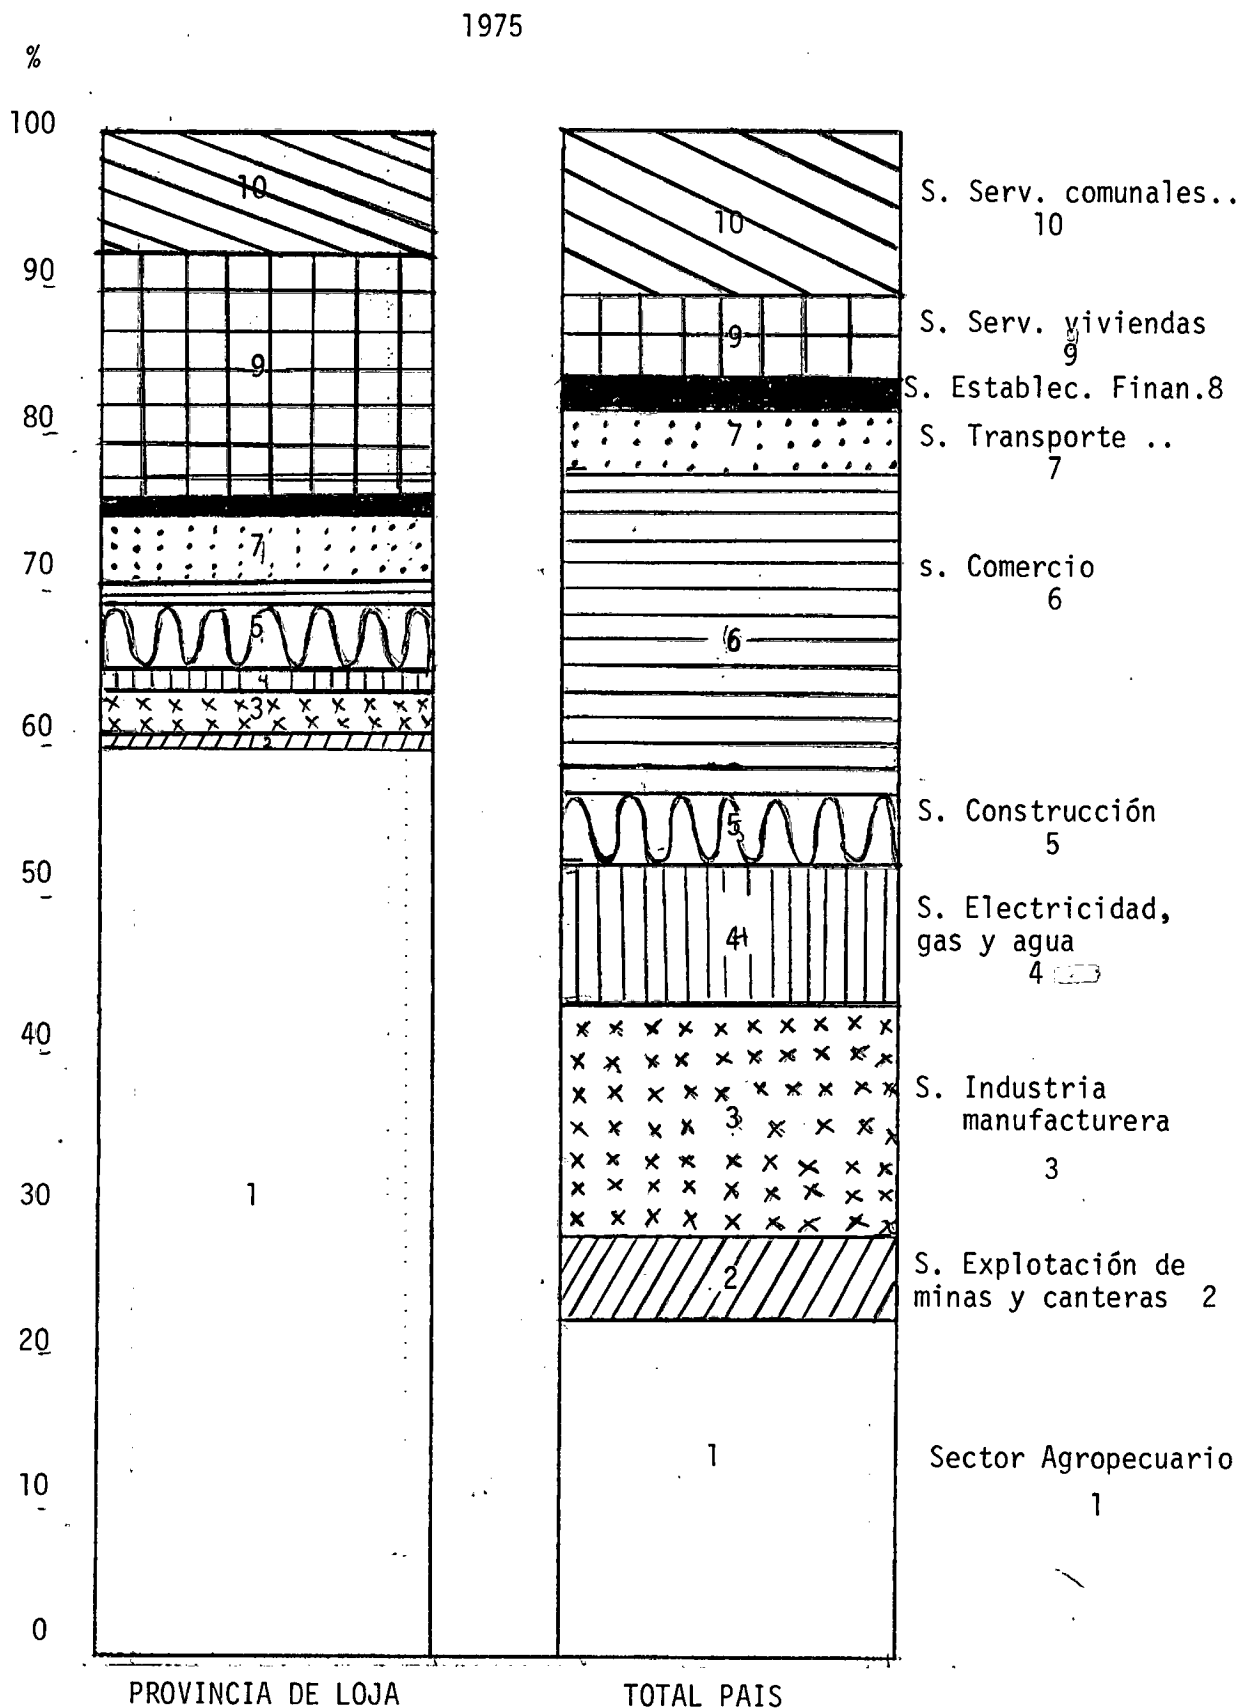 1975
%
100
90
80
70
60
50
40
30
20
10
0
10
9
7
5
4
3
2
1
10
9
7
6
5
4
3
2
1
S. Serv. comunales..
10
S. Serv. viviendas
9
S. Establec. Finan.8
S. Transporte ..
7
s. Comercio
6
S. Construcción
5
S. Electricidad,
gas y agua
4
S. Industria
manufacturera
3
S. Explotación de
minas y canteras 2
Sector Agropecuario
1
PROVINCIA DE LOJA
TOTAL PAIS